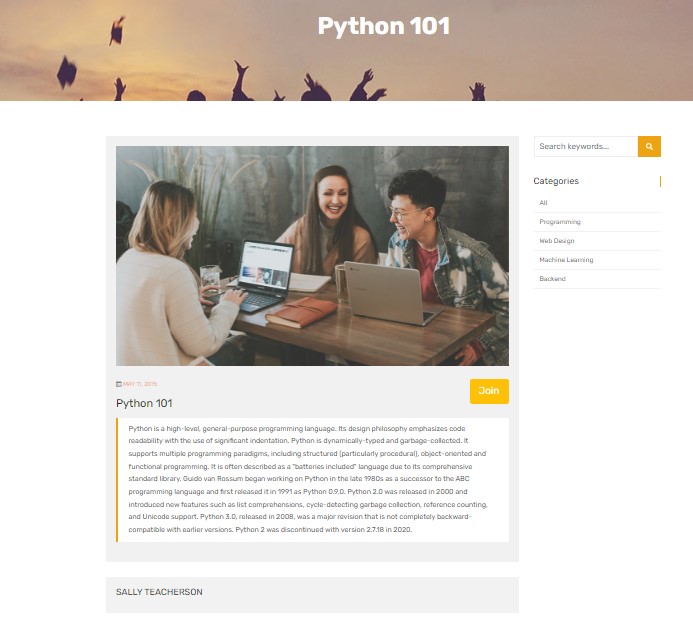 Python 101
Search keywords...
Categories
All
Programming
Web Design
Machine Learning
Backend
MAY 11, 2015
Join
Python 101
Python is a high-level, general-purpose programming language. Its design philosophy emphasizes code
readability with the use of significant indentation. Python is dynamically-typed and garbage-collected. It
supports multiple programming paradigms, including structured (particularly procedural), object-oriented and
functional programming. It is often described as a "batteries included" language due to its comprehensive
standard library. Guido van Rossum began working on Python in the late 1980s as a successor to the ABC
programming language and first released it in 1991 as Python 0.9.0. Python 2.0 was released in 2000 and
introduced new features such as list comprehensions, cycle-detecting garbage collection, reference counting,
and Unicode support. Python 3.0, released in 2008, was a major revision that is not completely backward-
compatible with earlier versions. Python 2 was discontinued with version 2.7.18 in 2020.
SALLY TEACHERSON